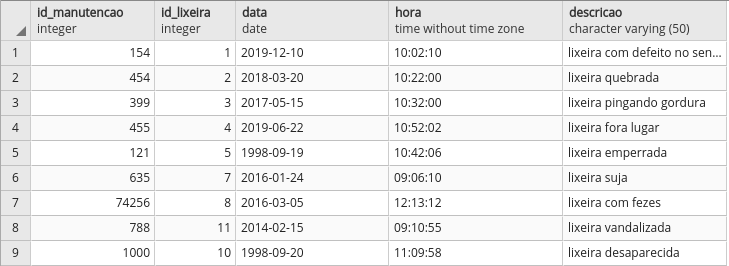 id_manutencao id_lixeira data hora descricao
integer integer date time without time zone character varying (50)
1 154 1 2019-12-10 10:02:10 lixeira com defeito no sen...
2 454 2 2018-03-20 10:22:00 lixeira quebrada
3 399 3 2017-05-15 10:32:00 lixeira pingando gordura
4 455 4 2019-06-22 10:52:02 lixeira fora lugar
5 121 5 1998-09-19 10:42:06 lixeira emperrada
6 635 7 2016-01-24 09:06:10 lixeira suja
7 74256 8 2016-03-05 12:13:12 lixeira com fezes
8 788 11 2014-02-15 09:10:55 lixeira vandalizada
9 1000 10 1998-09-20 11:09:58 lixeira desaparecida